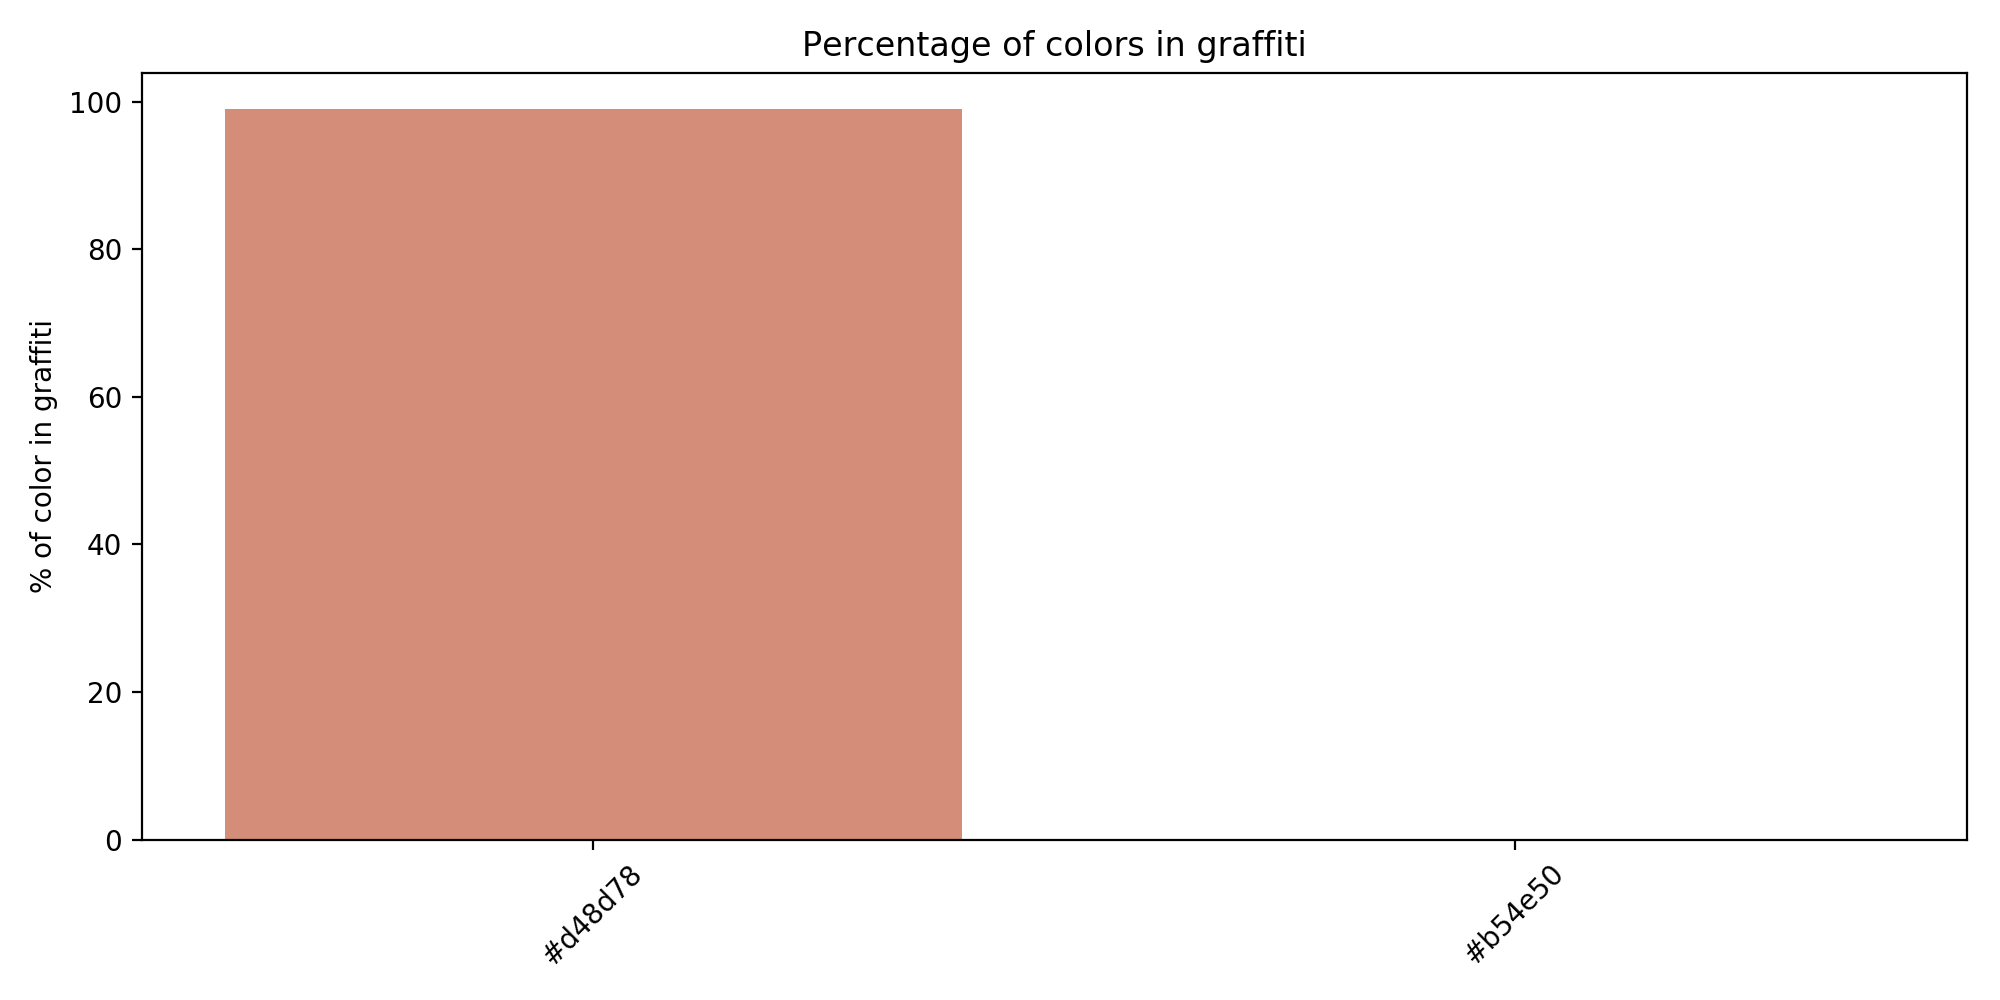 Percentage of colors in graffiti
% of color in graffiti
100
80
60
40
20
0
#d48d78
#b54e50